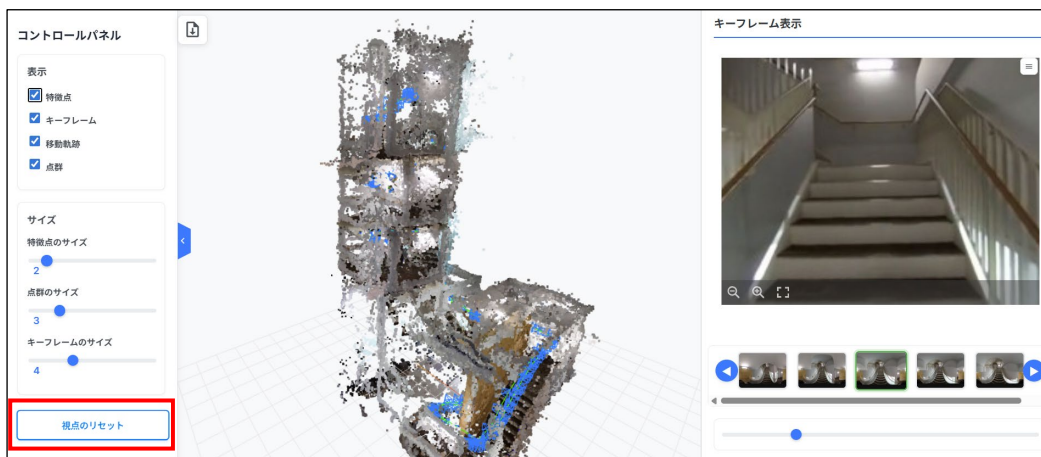 コントロールパネル
表示
特徴点
キーフレーム
移動軌跡
点群
サイズ
特徴点のサイズ
2
点群のサイズ
3
キーフレームのサイズ
4
視点のリセット
キーフレーム表示